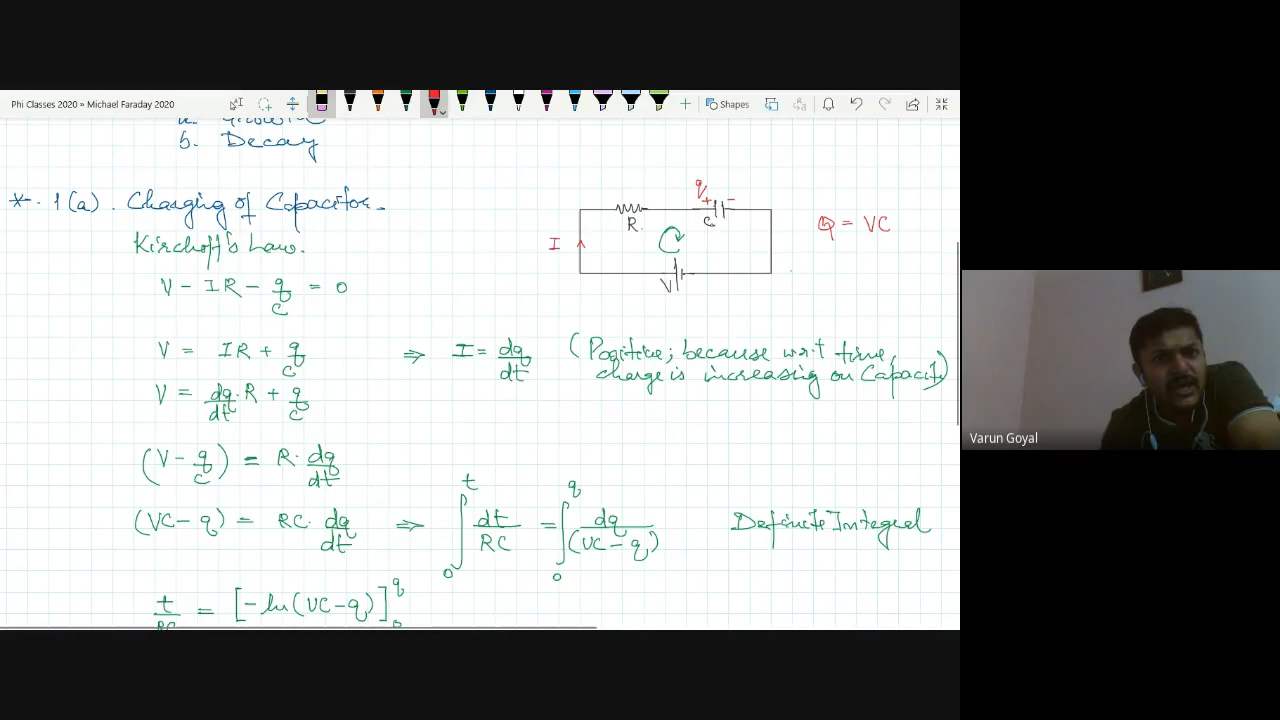 Phi Classes 2020 » Michael Faraday 2020
Shapes
b. Decay
*. 1(a). Charging of Capacitor.
Kirchoff's Law.
V - IR - q/C = 0
V = IR + q/C ⇒ I = dq/dt (Positive; because w.r.t time, charge is increasing on Capacitor)
V = dq/dt · R + q/C
(V - q/C) = R · dq/dt
(VC - q) = RC · dq/dt ⇒ ∫₀ᵗ dt/RC = ∫₀^q dq/(VC - q) Definite Integral
t/RC = [-ln(VC-q)]₀^q
q
+ -
R. C
I
V
Q = VC
Varun Goyal